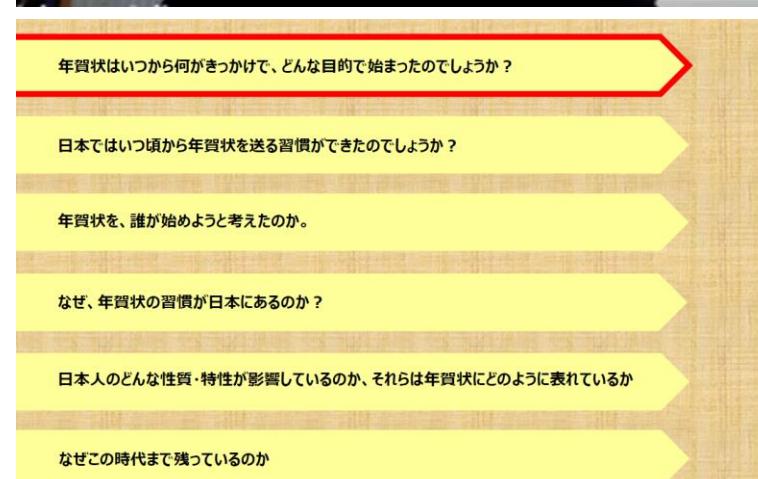 年賀状はいつから何がきっかけで、どんな目的で始まったのでしょうか？
日本ではいつ頃から年賀状を送る習慣ができたのでしょうか？
年賀状を、誰が始めようと考えたのか。
なぜ、年賀状の習慣が日本にあるのか？
日本人のどんな性質・特性が影響しているのか、それらは年賀状にどのように表れているか
なぜこの時代まで残っているのか